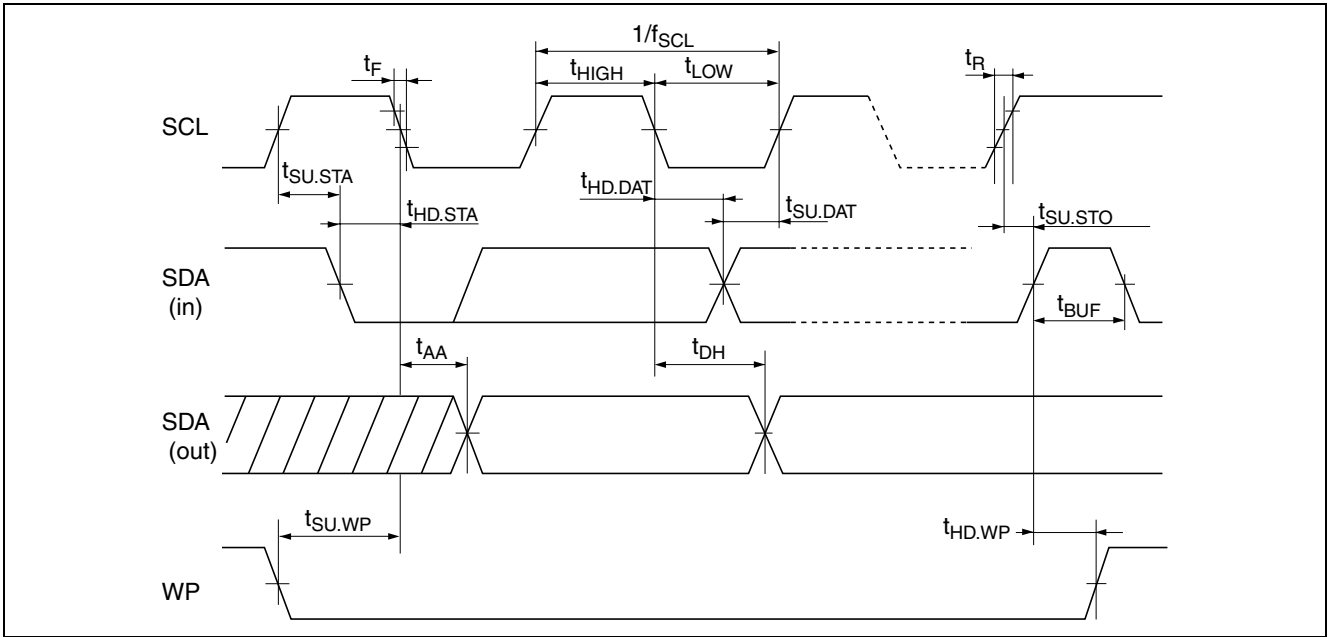 1/fSCL
tF
tHIGH
tLOW
tR
SCL
tSU.STA
tHD.STA
tHD.DAT
tSU.DAT
tSU.STO
SDA
(in)
tBUF
tAA
tDH
SDA
(out)
tSU.WP
tHD.WP
WP